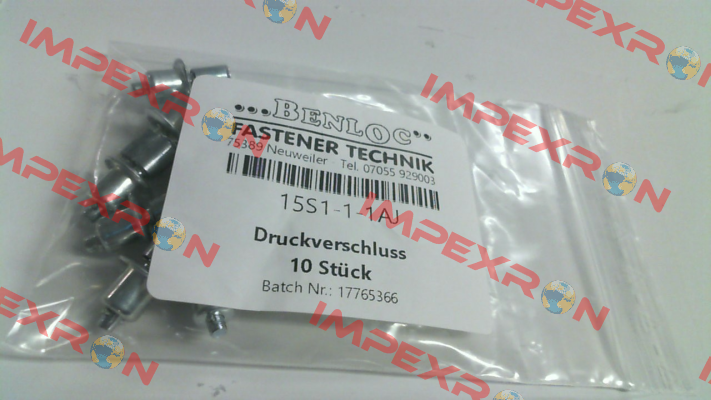 ...BENLOC..
FASTENER TECHNIK
75389 Neuweiler Tel. 07055 929003
15S1-1-1AJ
Druckverschluss
10 Stück
Batch Nr.: 17765366
IMPEXRON
IMPEXRON
IMPEXRON
IMPEXRON
IMPEXRON
IMPEXRON